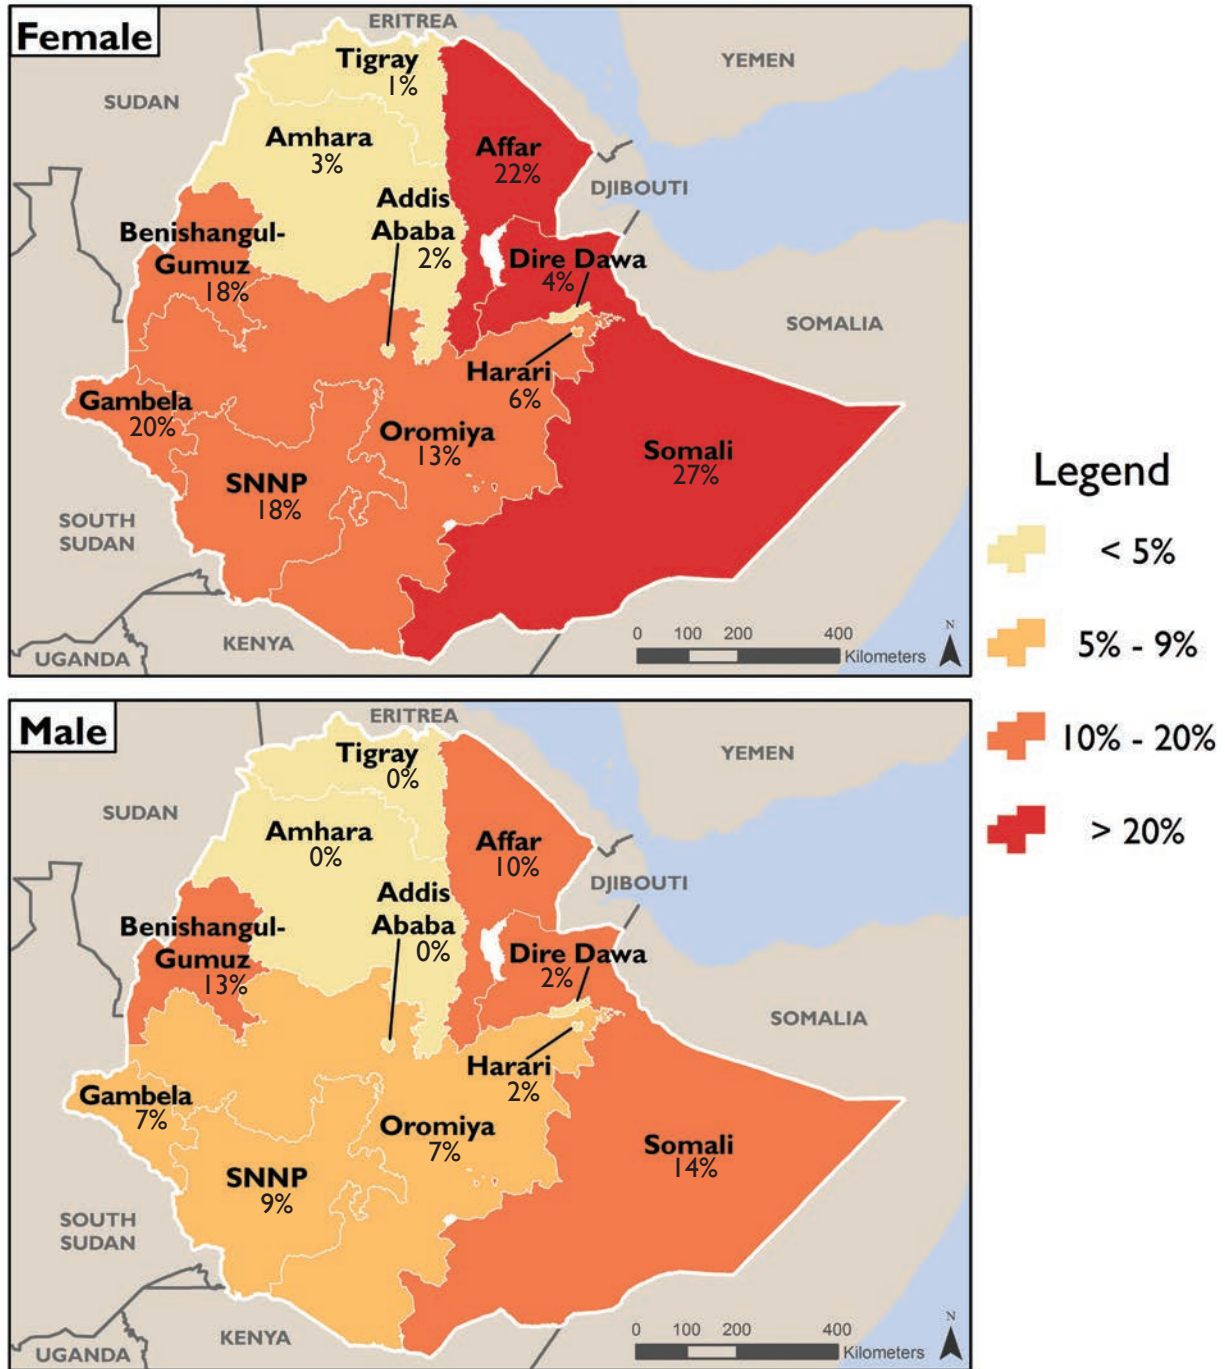 Female
ERITREA
YEMEN
Tigray
1%
SUDAN
Amhara
3%
Affar
22%
DJIBOUTI
Addis
Ababa
2%
Benishangul-
Gumuz
18%
Dire Dawa
4%
SOMALIA
Harari
6%
Gambela
20%
Oromiya
13%
Somali
27%
SNNP
18%
SOUTH
SUDAN
KENYA
UGANDA
0 100 200 400
Kilometers
N
Legend
< 5%
5% - 9%
10% - 20%
> 20%
Male
ERITREA
YEMEN
Tigray
0%
SUDAN
Amhara
0%
Affar
10%
DJIBOUTI
Addis
Ababa
0%
Benishangul-
Gumuz
13%
Dire Dawa
2%
SOMALIA
Harari
2%
Gambela
7%
Oromiya
7%
Somali
14%
SNNP
9%
SOUTH
SUDAN
KENYA
UGANDA
0 100 200 400
Kilometers
N